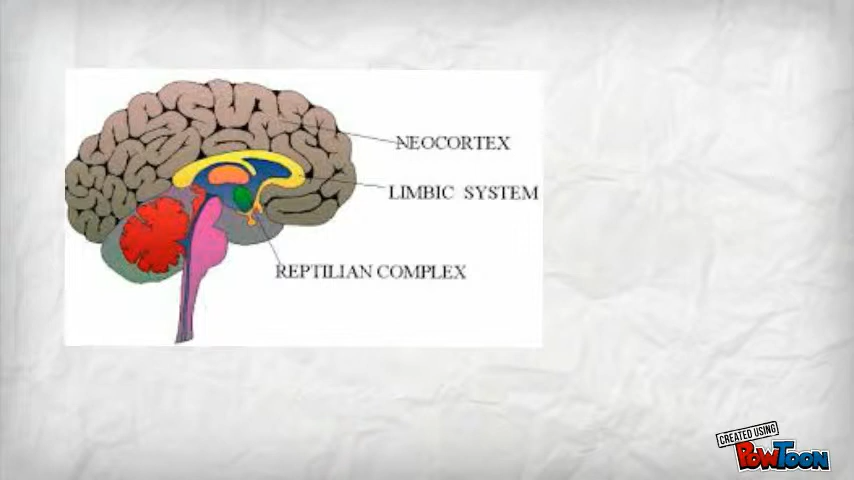 NEOCORTEX
LIMBIC SYSTEM
REPTILIAN COMPLEX
CREATED USING
POWTOON